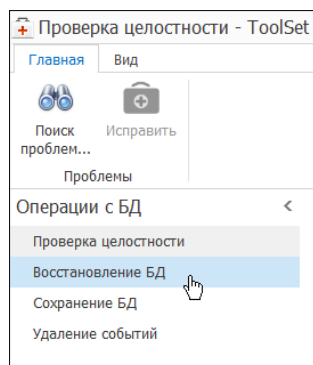 Проверка целостности - ToolSet
Главная Вид
Поиск проблем...
Исправить
Проблемы
Операции с БД
Проверка целостности
Восстановление БД
Сохранение БД
Удаление событий